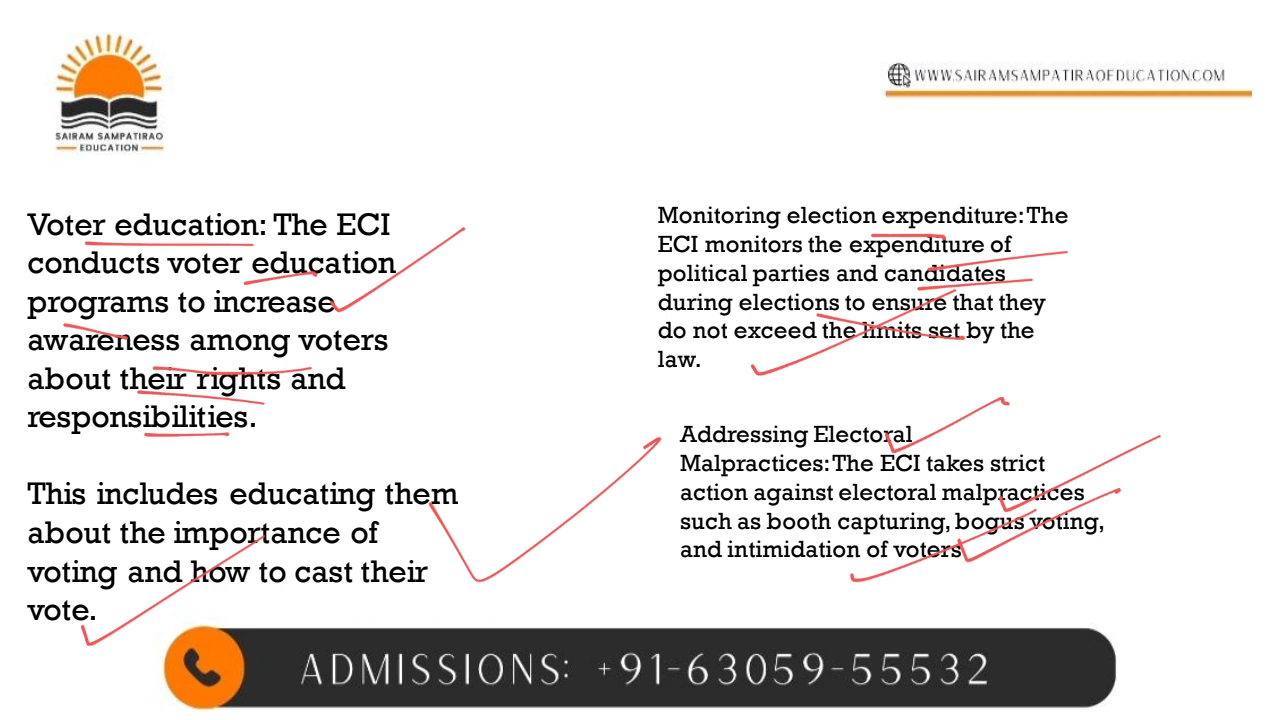 SAIRAM SAMPATIRAO
EDUCATION
WWW.SAIRAMSAMPATIRAOEDUCATION.COM
Voter education: The ECI
conducts voter education
programs to increase
awareness among voters
about their rights and
responsibilities.
This includes educating them
about the importance of
voting and how to cast their
vote.
Monitoring election expenditure: The
ECI monitors the expenditure of
political parties and candidates
during elections to ensure that they
do not exceed the limits set by the
law.
Addressing Electoral
Malpractices: The ECI takes strict
action against electoral malpractices
such as booth capturing, bogus voting,
and intimidation of voters
ADMISSIONS: +91-63059-55532